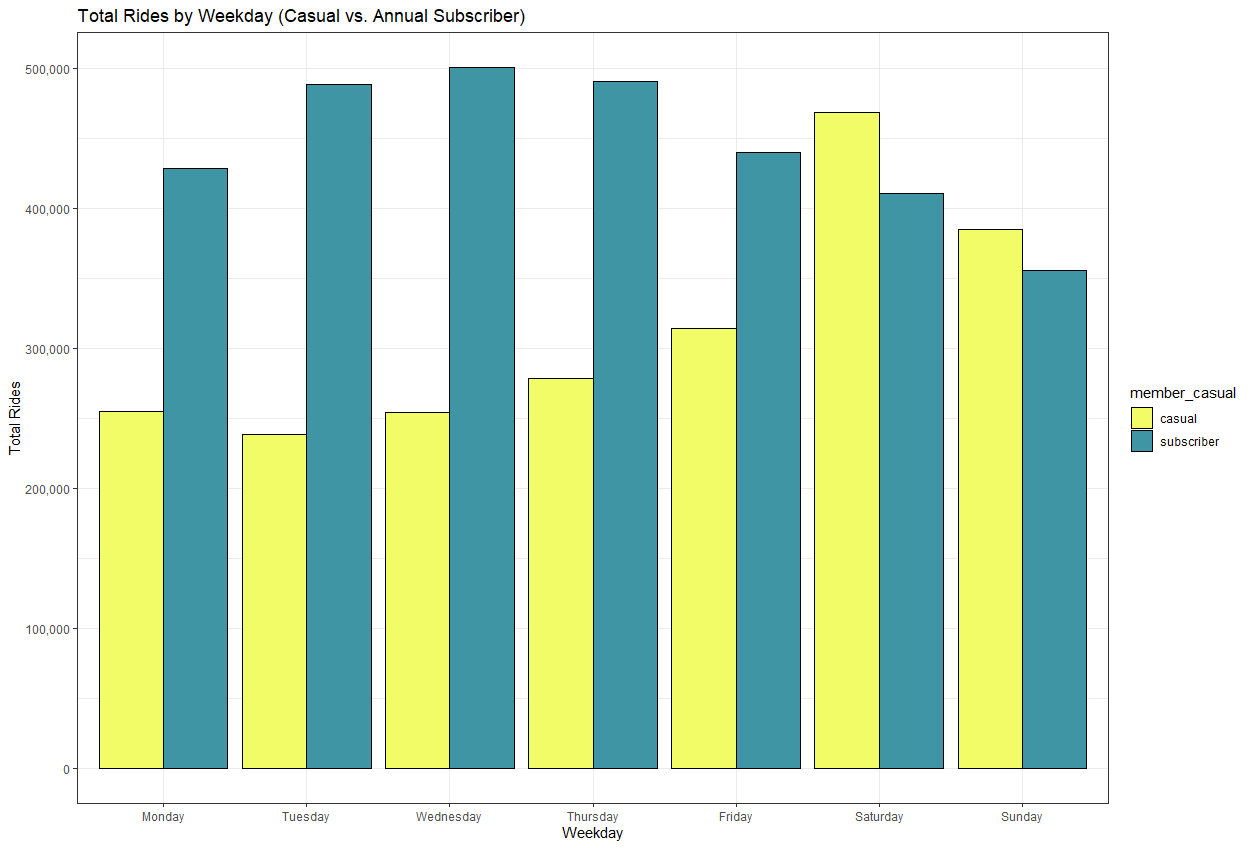 Total Rides by Weekday (Casual vs. Annual Subscriber)
500,000
400,000
300,000
200,000
100,000
0
Total Rides
Monday Tuesday Wednesday Thursday Friday Saturday Sunday
Weekday
member_casual
casual
subscriber